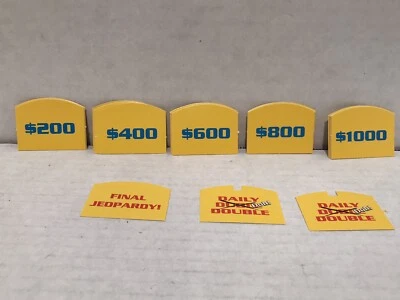 $200
$400
$600
$800
$1000
FINAL
JEOPARDY!
DAILY
DOUBLE
DAILY
DOUBLE